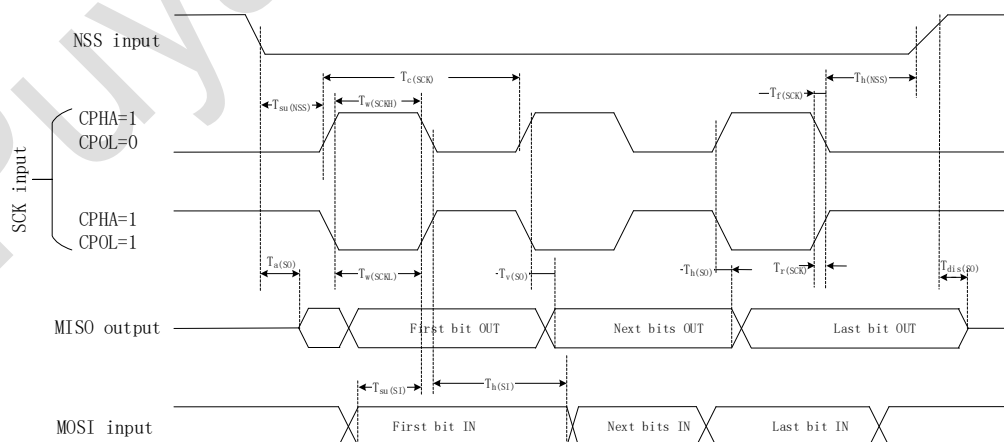 Puya
NSS input
Tc(SCK)
Th(NSS)
Tsu(NSS)
Tw(SCKH)
Tf(SCK)
CPHA=1
CPOL=0
SCK input
CPHA=1
CPOL=1
Ta(SO)
Tw(SCKL)
Tv(SO)
Th(SO)
Tr(SCK)
Tdis(SO)
MISO output
First bit OUT
Next bits OUT
Last bit OUT
Tsu(SI)
Th(SI)
MOSI input
First bit IN
Next bits IN
Last bit IN